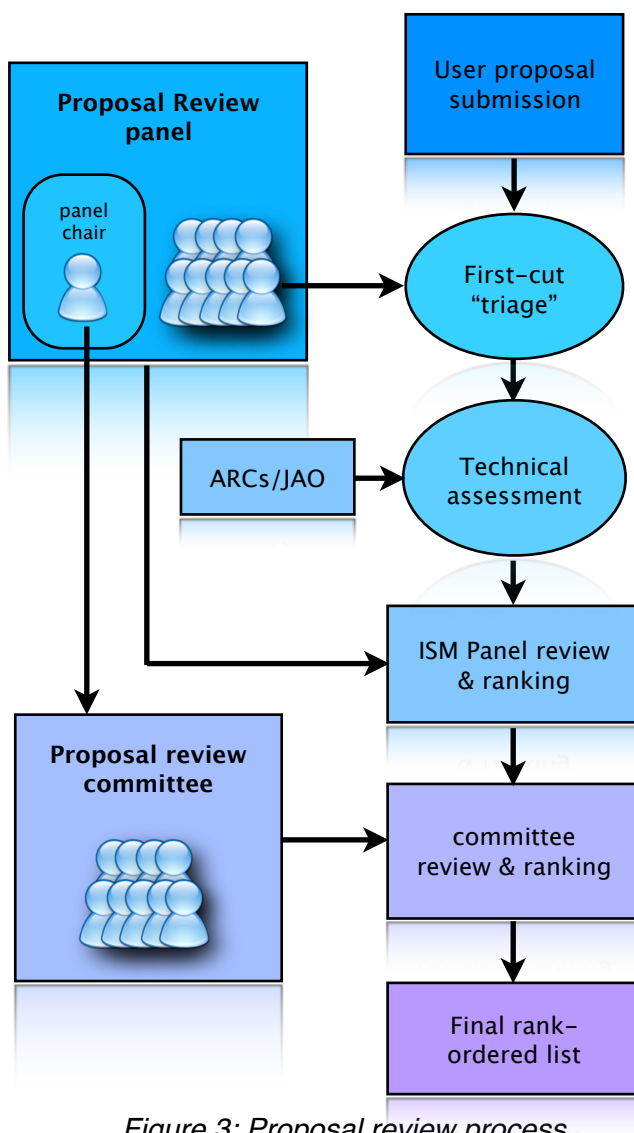 User proposal
submission
Proposal Review
panel
panel
chair
First-cut
"triage"
ARCs/JAO
Technical
assessment
ISM Panel review
& ranking
Proposal review
committee
committee
review & ranking
Final rank-
ordered list
Figure 3: Proposal review process